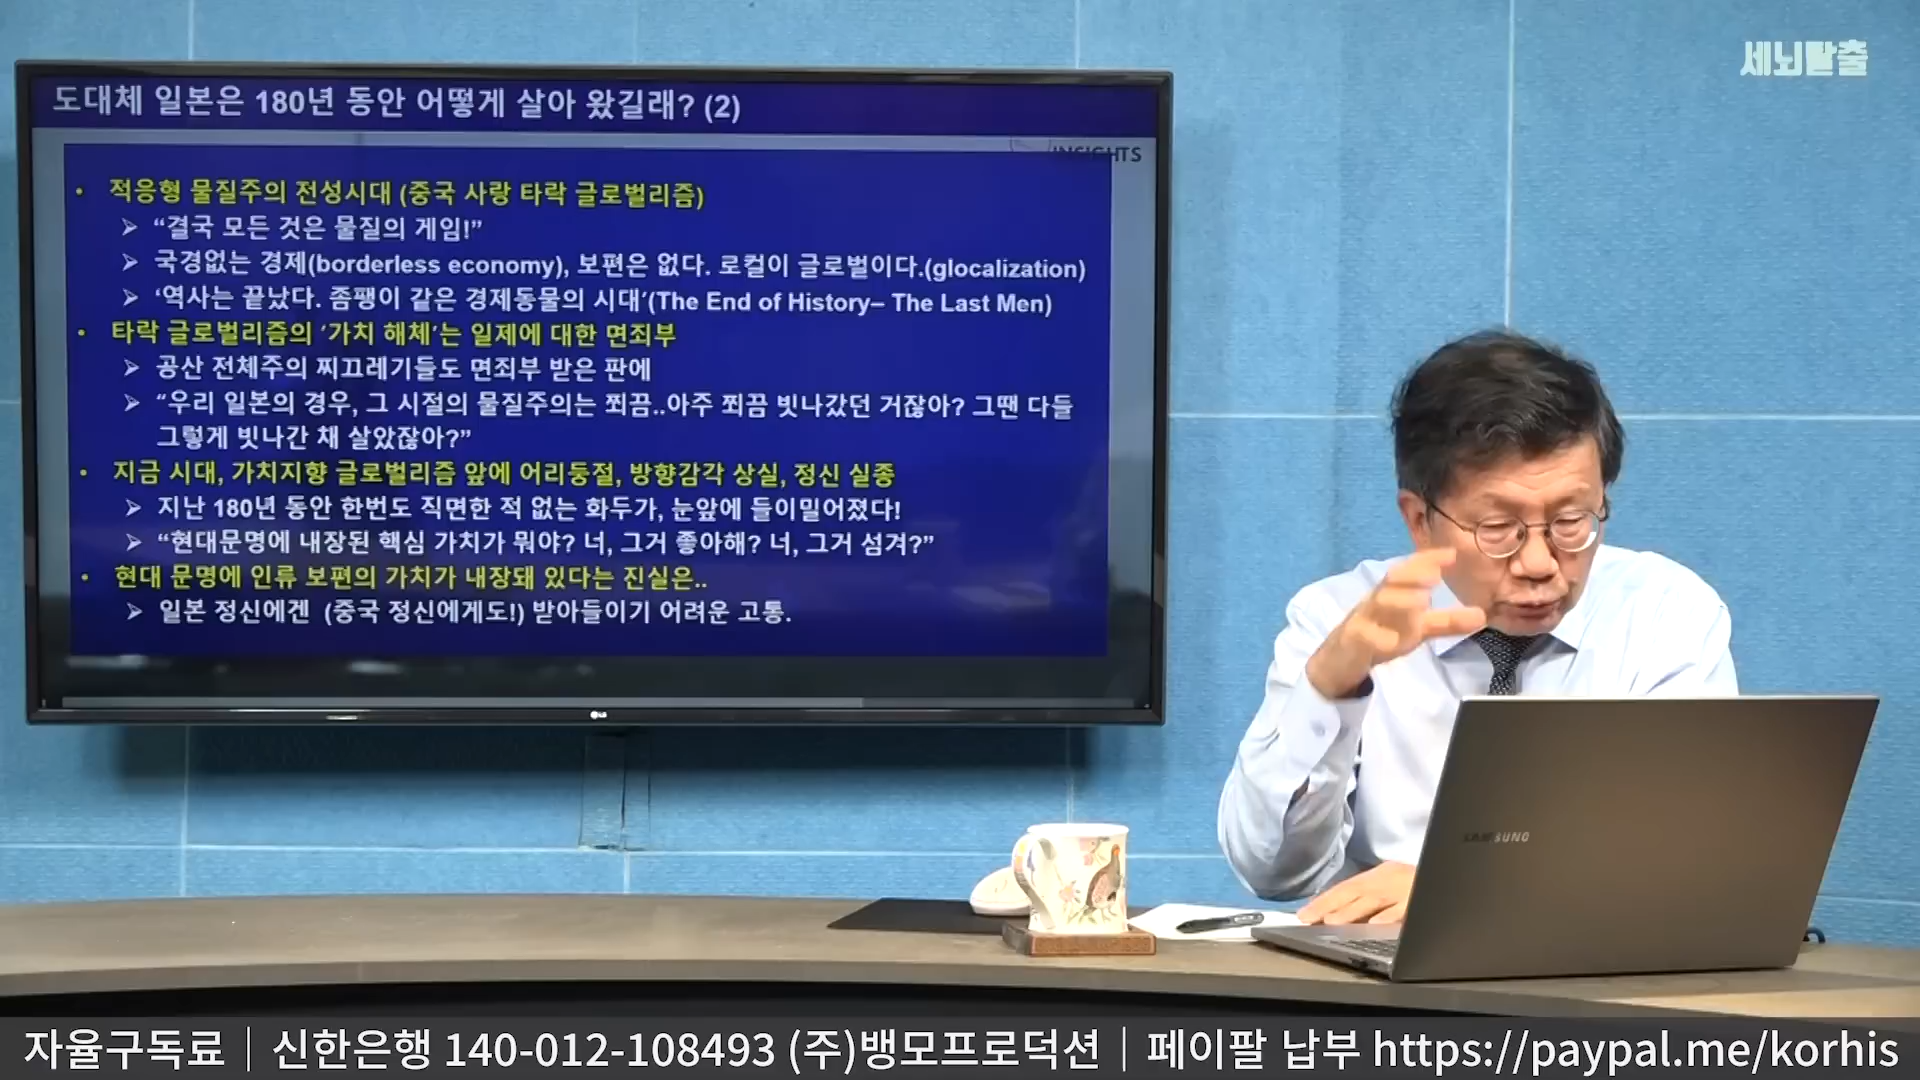 세뇌탈출
도대체 일본은 180년 동안 어떻게 살아 왔길래? (2)
INSIGHTS
• 적응형 물질주의 전성시대 (중국 사랑 타락 글로벌리즘)
➢ “결국 모든 것은 물질의 게임!”
➢ 국경없는 경제(borderless economy), 보편은 없다. 로컬이 글로벌이다.(glocalization)
➢ ‘역사는 끝났다. 좀팽이 같은 경제동물의 시대’(The End of History– The Last Men)
• 타락 글로벌리즘의 ‘가치 해체’는 일제에 대한 면죄부
➢ 공산 전체주의 찌끄레기들도 면죄부 받은 판에
➢ “우리 일본의 경우, 그 시절의 물질주의는 쬐끔..아주 쬐끔 빗나갔던 거잖아? 그땐 다들
그렇게 빗나간 채 살았잖아?”
• 지금 시대, 가치지향 글로벌리즘 앞에 어리둥절, 방향감각 상실, 정신 실종
➢ 지난 180년 동안 한번도 직면한 적 없는 화두가, 눈앞에 들이밀어졌다!
➢ “현대문명에 내장된 핵심 가치가 뭐야? 너, 그거 좋아해? 너, 그거 섬겨?”
• 현대 문명에 인류 보편의 가치가 내장돼 있다는 진실은..
➢ 일본 정신에겐 (중국 정신에게도!) 받아들이기 어려운 고통.
LG
SAMSUNG
자율구독료│신한은행 140-012-108493 (주)뱅모프로덕션│페이팔 납부 https://paypal.me/korhis